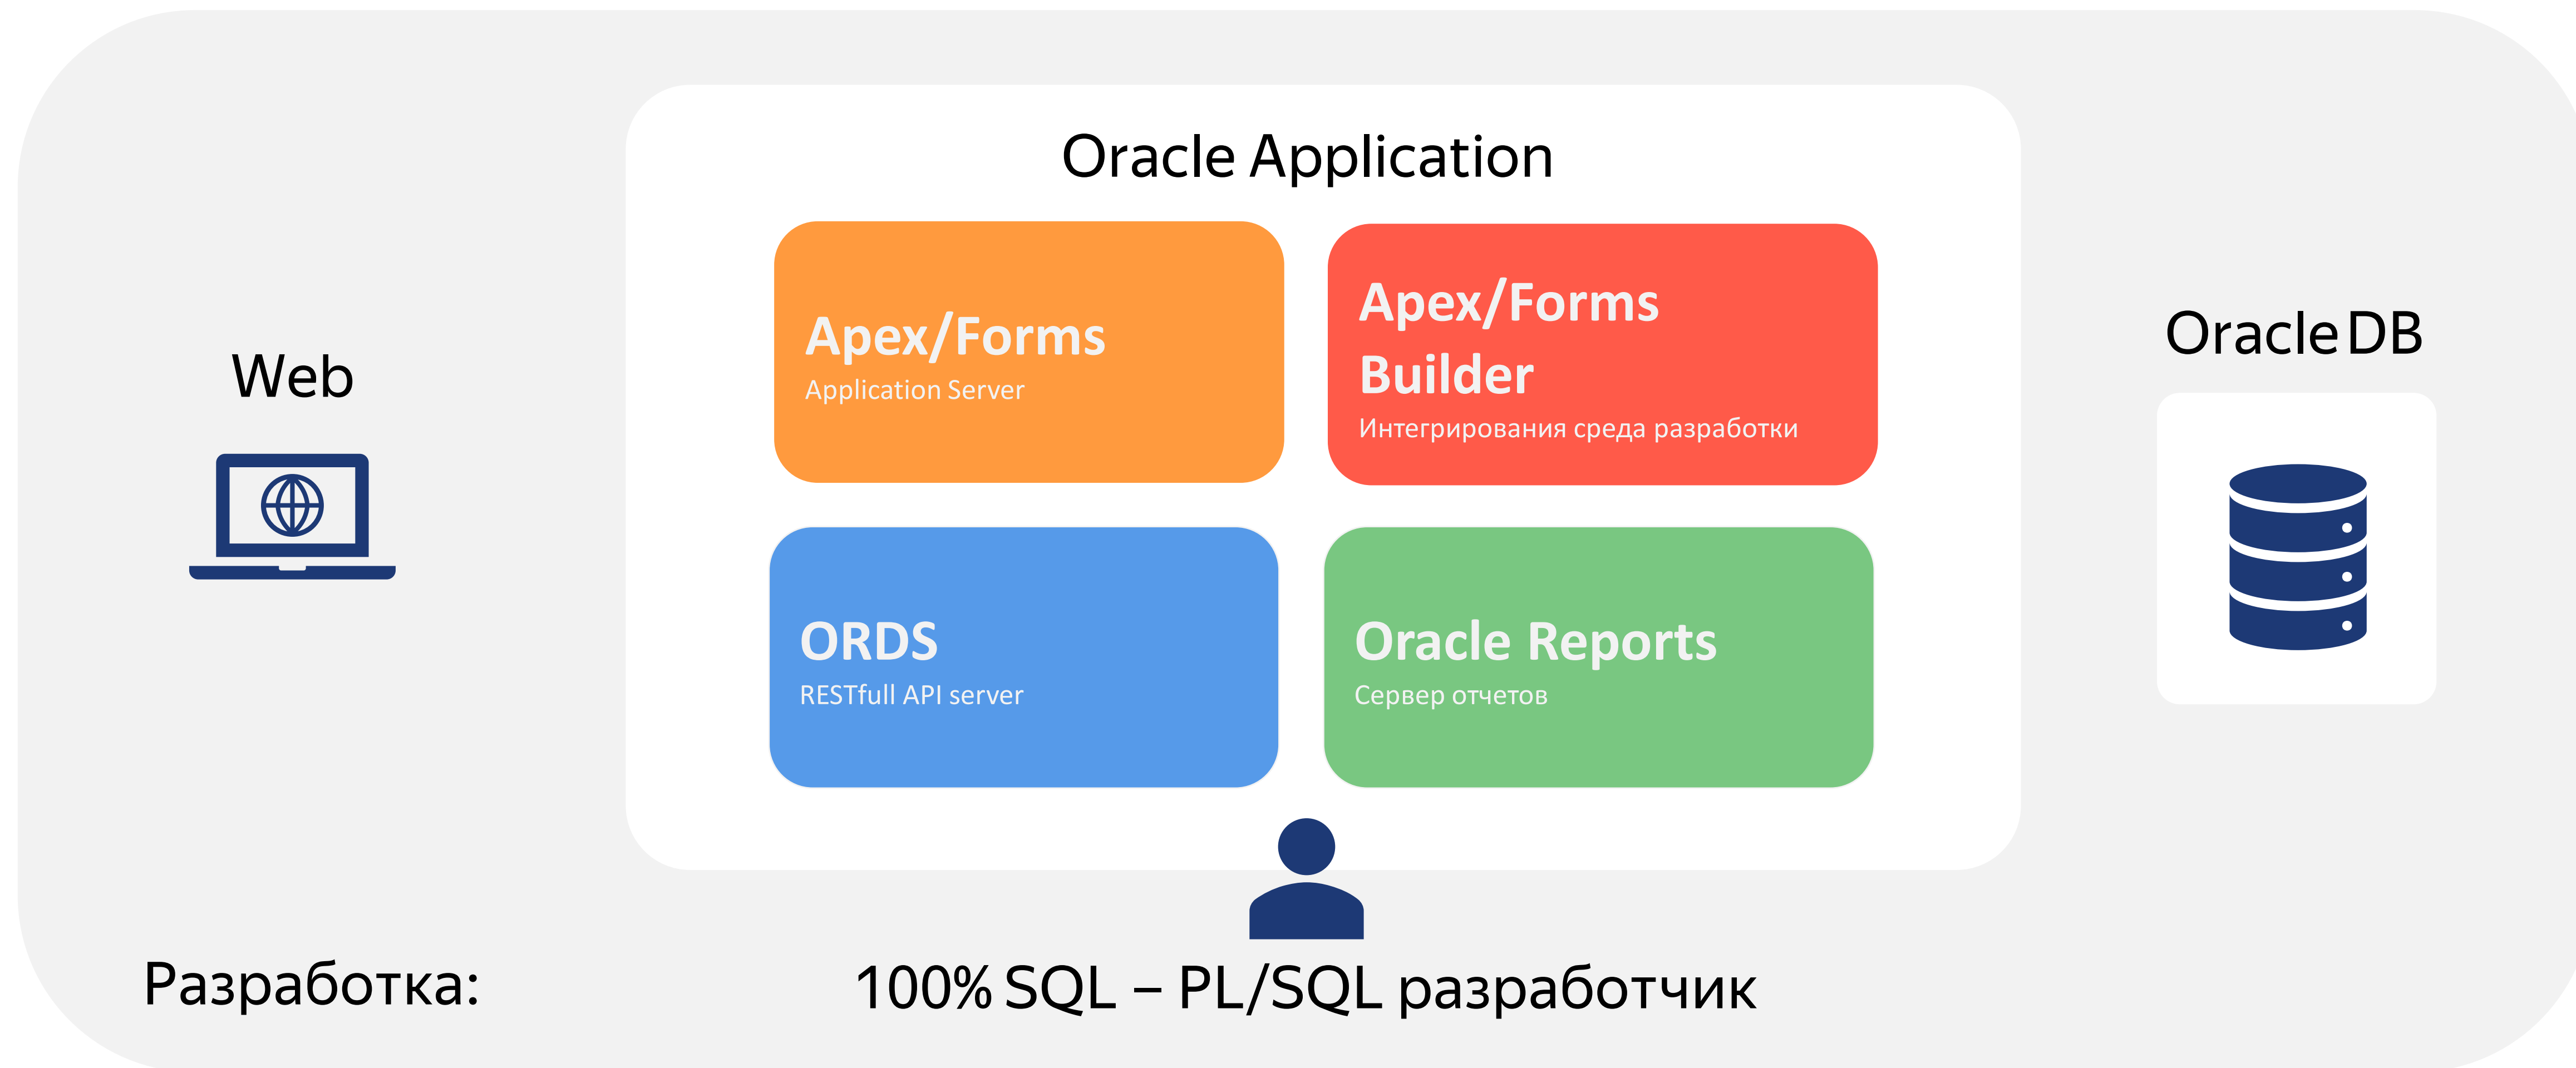 Oracle Application
Web
Apex/Forms
Application Server
Apex/Forms
Builder
Интегрирования среда разработки
Oracle DB
ORDS
RESTfull API server
Oracle Reports
Сервер отчетов
Разработка:
100% SQL – PL/SQL разработчик